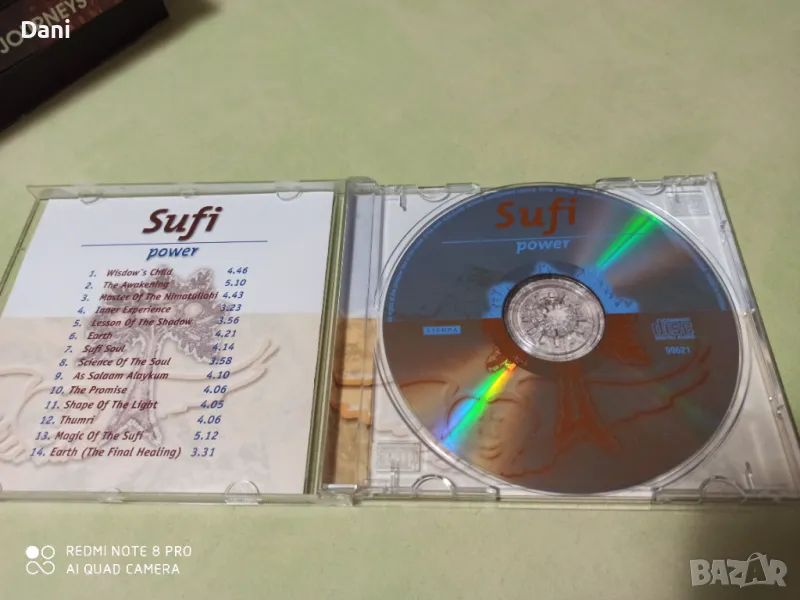 Dani
JOURNEYS
Sufi
power
1. Wisdow's Child 4.46
2. The Awakening 5.10
3. Master Of The Nimatullahi 4.43
4. Inner Experience 3.23
5. Lesson Of The Shadow 3.56
6. Earth 4.21
7. Sufi Soul 4.14
8. Science Of The Soul 3.58
9. As Salaam Alaykum 4.10
10. The Promise 4.06
11. Shape Of The Light 4.05
12. Thumri 4.06
13. Magic Of The Sufi 5.12
14. Earth (The Final Healing) 3.31
Sufi
power
disc
DIGITAL AUDIO
99621
REDMI NOTE 8 PRO
AI QUAD CAMERA
BAZAR